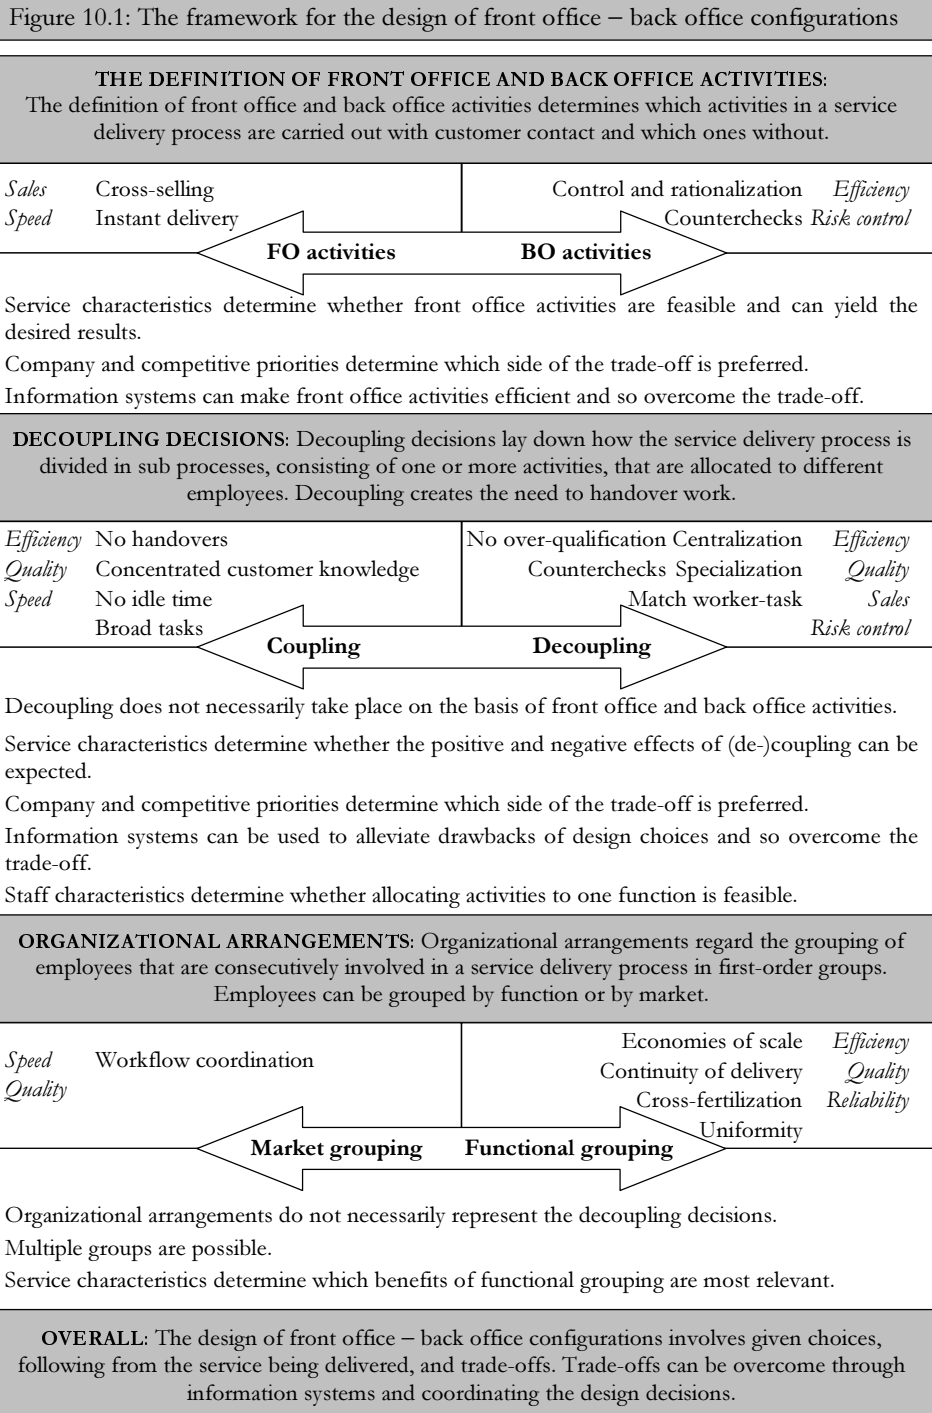 Figure 10.1: The framework for the design of front office – back office configurations
THE DEFINITION OF FRONT OFFICE AND BACK OFFICE ACTIVITIES:
The definition of front office and back office activities determines which activities in a service
delivery process are carried out with customer contact and which ones without.
Sales Cross-selling Control and rationalization Efficiency
Speed Instant delivery Counterchecks Risk control
FO activities BO activities
Service characteristics determine whether front office activities are feasible and can yield the
desired results.
Company and competitive priorities determine which side of the trade-off is preferred.
Information systems can make front office activities efficient and so overcome the trade-off.
DECOUPLING DECISIONS: Decoupling decisions lay down how the service delivery process is
divided in sub processes, consisting of one or more activities, that are allocated to different
employees. Decoupling creates the need to handover work.
Efficiency No handovers No over-qualification Centralization Efficiency
Quality Concentrated customer knowledge Counterchecks Specialization Quality
Speed No idle time Match worker-task Sales
Broad tasks Risk control
Coupling Decoupling
Decoupling does not necessarily take place on the basis of front office and back office activities.
Service characteristics determine whether the positive and negative effects of (de-)coupling can be
expected.
Company and competitive priorities determine which side of the trade-off is preferred.
Information systems can be used to alleviate drawbacks of design choices and so overcome the
trade-off.
Staff characteristics determine whether allocating activities to one function is feasible.
ORGANIZATIONAL ARRANGEMENTS: Organizational arrangements regard the grouping of
employees that are consecutively involved in a service delivery process in first-order groups.
Employees can be grouped by function or by market.
Economies of scale Efficiency
Speed Workflow coordination Continuity of delivery Quality
Quality Cross-fertilization Reliability
Uniformity
Market grouping Functional grouping
Organizational arrangements do not necessarily represent the decoupling decisions.
Multiple groups are possible.
Service characteristics determine which benefits of functional grouping are most relevant.
OVERALL: The design of front office – back office configurations involves given choices,
following from the service being delivered, and trade-offs. Trade-offs can be overcome through
information systems and coordinating the design decisions.